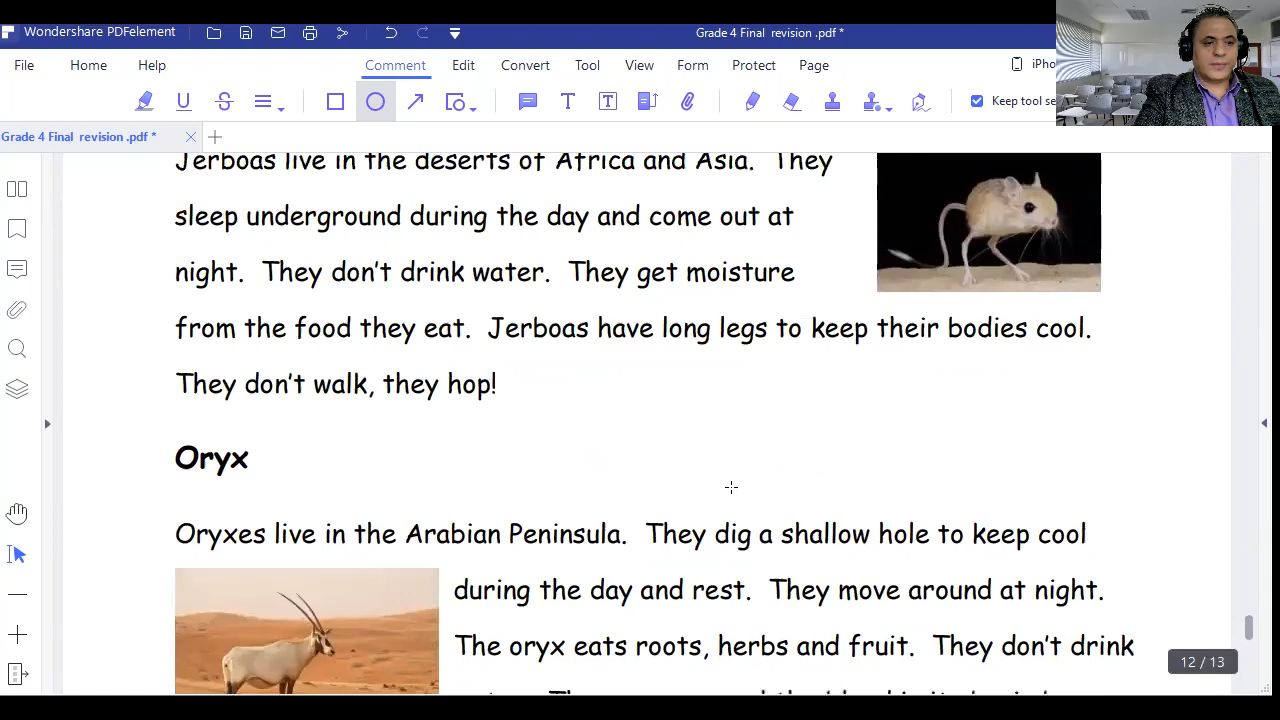 Wondershare PDFelement
Grade 4 Final revision .pdf *
File Home Help Comment Edit Convert Tool View Form Protect Page iPho
Keep tool se
Grade 4 Final revision .pdf *
Jerboas live in the deserts of Africa and Asia. They
sleep underground during the day and come out at
night. They don't drink water. They get moisture
from the food they eat. Jerboas have long legs to keep their bodies cool.
They don't walk, they hop!
Oryx
Oryxes live in the Arabian Peninsula. They dig a shallow hole to keep cool
during the day and rest. They move around at night.
The oryx eats roots, herbs and fruit. They don't drink
12 / 13